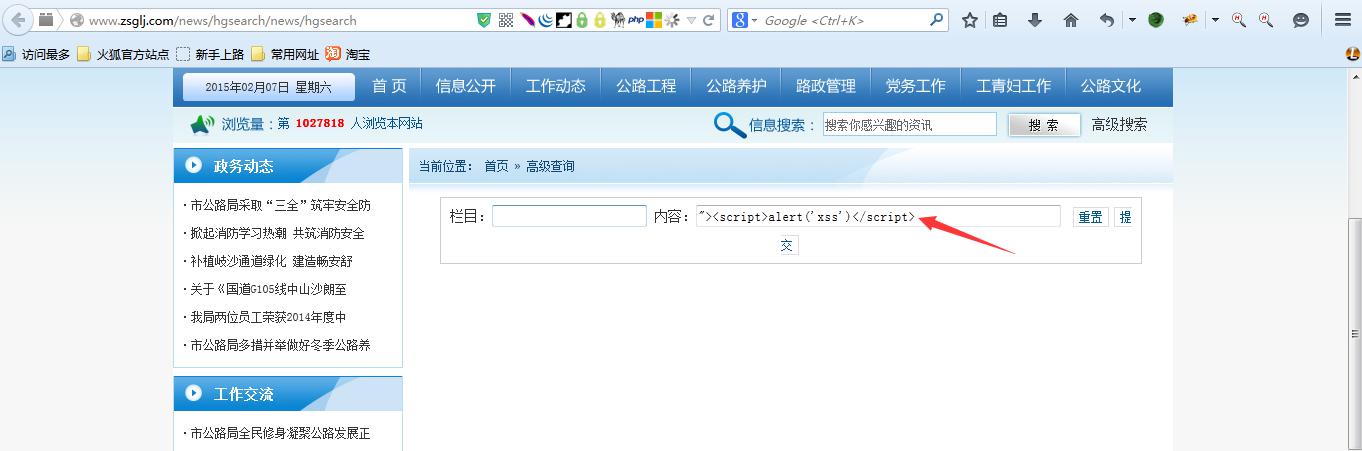 www.zsglj.com/news/hgsearch/news/hgsearch
php
Google <Ctrl+K>
访问最多 火狐官方站点 新手上路 常用网址 淘 淘宝
2015年02月07日 星期六 首 页 信息公开 工作动态 公路工程 公路养护 路政管理 党务工作 工青妇工作 公路文化
浏览量：第 1027818 人浏览本网站 信息搜索： 搜索你感兴趣的资讯 搜 索 高级搜索
政务动态
当前位置： 首页 » 高级查询
· 市公路局采取“三全”筑牢安全防
· 掀起消防学习热潮 共筑消防安全
· 补植岐沙通道绿化 建造畅安舒
· 关于《国道G105线中山沙朗至
· 我局两位员工荣获2014年度中
· 市公路局多措并举做好冬季公路养
栏目： 内容： "><script>alert('xss')</script> 重置 提
交
工作交流
· 市公路局全民修身凝聚公路发展正